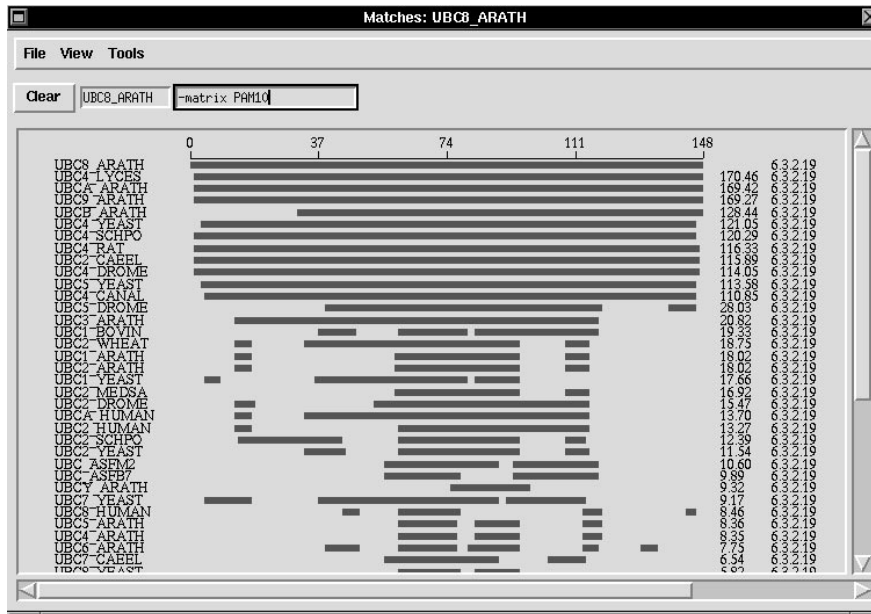 Matches: UBC8_ARATH
File View Tools
Clear UBC8_ARATH -matrix PAM10
0 37 74 111 148
UBC8_ARATH 6.3.2.19
UBC4_LYCES 170.46 6.3.2.19
UBCA_ARATH 169.42 6.3.2.19
UBC9_ARATH 169.27 6.3.2.19
UBCB_ARATH 128.44 6.3.2.19
UBC4_YEAST 121.05 6.3.2.19
UBC4_SCHPO 120.29 6.3.2.19
UBC4_RAT 116.33 6.3.2.19
UBC2_CAEEL 115.89 6.3.2.19
UBC4_DROME 114.05 6.3.2.19
UBC5_YEAST 113.58 6.3.2.19
UBC4_CANAL 110.85 6.3.2.19
UBC5_DROME 28.03 6.3.2.19
UBC3_ARATH 20.82 6.3.2.19
UBC1_BOVIN 19.33 6.3.2.19
UBC2_WHEAT 18.75 6.3.2.19
UBC1_ARATH 18.02 6.3.2.19
UBC2_ARATH 18.02 6.3.2.19
UBC1_YEAST 17.66 6.3.2.19
UBC2_MEDSA 16.92 6.3.2.19
UBC2_DROME 15.47 6.3.2.19
UBCA_HUMAN 13.70 6.3.2.19
UBC2_HUMAN 13.27 6.3.2.19
UBC2_SCHPO 12.39 6.3.2.19
UBC2_YEAST 11.54 6.3.2.19
UBC_ASFM2 10.60 6.3.2.19
UBC_ASFB7 9.89 6.3.2.19
UBCY_ARATH 9.32 6.3.2.19
UBC7_YEAST 9.17 6.3.2.19
UBC8_HUMAN 8.46 6.3.2.19
UBC5_ARATH 8.36 6.3.2.19
UBC4_ARATH 8.35 6.3.2.19
UBC6_ARATH 7.75 6.3.2.19
UBC7_CAEEL 6.54 6.3.2.19
UBC8_YEAST 5.82 6.3.2.19